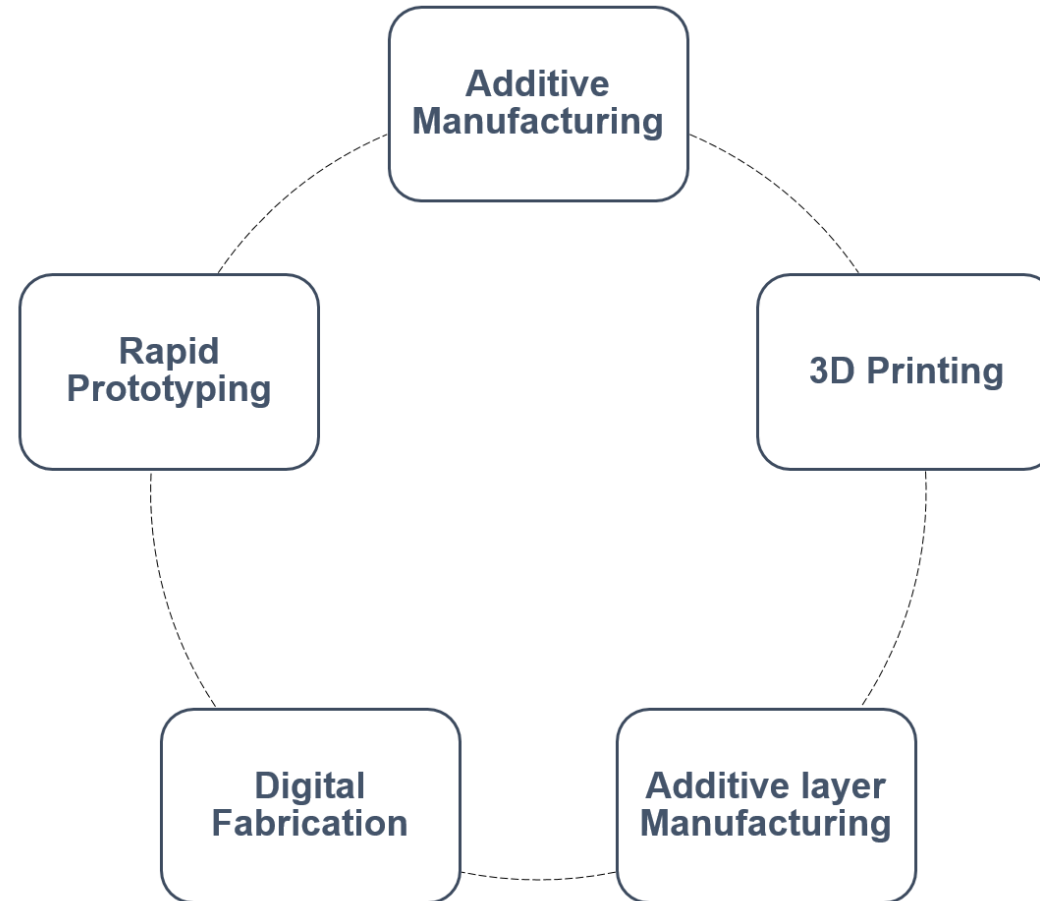 Additive
Manufacturing
3D Printing
Additive layer
Manufacturing
Digital
Fabrication
Rapid
Prototyping